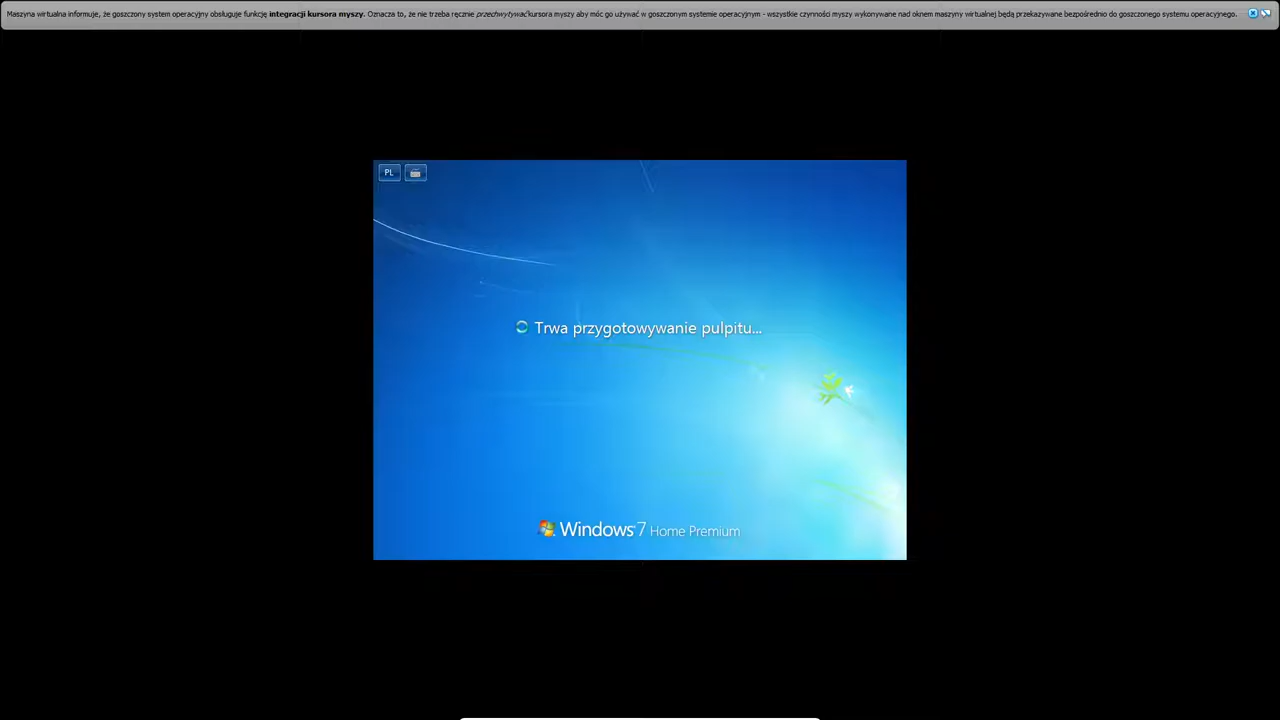 Maszyna wirtualna informuje, że goszczony system operacyjny obsługuje funkcję integracji kursora myszy. Oznacza to, że nie trzeba ręcznie przechwytywać kursora myszy aby móc go używać w goszczonym systemie operacyjnym - wszystkie czynności myszy wykonywane nad oknem maszyny wirtualnej będą przekazywane bezpośrednio do goszczonego systemu operacyjnego.
PL
Trwa przygotowywanie pulpitu...
Windows 7 Home Premium